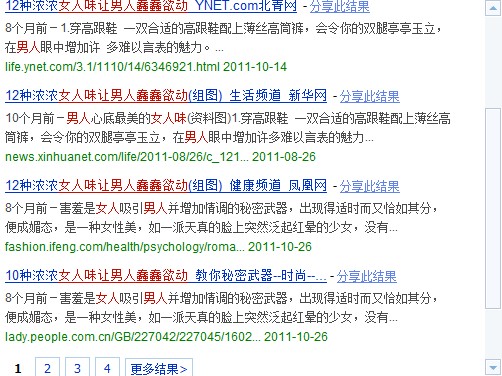 12种浓浓女人味让男人蠢蠢欲动_YNET.com北青网 - 分享此结果
8个月前－1.穿高跟鞋 一双合适的高跟鞋配上薄丝高筒裤，会令你的双腿亭亭玉立，
在男人眼中增加许 多难以言表的魅力。...
life.ynet.com/3.1/1110/14/6346921.html 2011-10-14
12种浓浓女人味让男人鑫鑫欲动(组图)_生活频道_新华网 - 分享此结果
10个月前－男人心底最美的女人味(资料图)1.穿高跟鞋 一双合适的高跟鞋配上薄丝高
筒裤，会令你的双腿亭亭玉立，在男人眼中增加许多难以言表的魅力...
news.xinhuanet.com/life/2011-08/26/c_121... 2011-08-26
12种浓浓女人味让男人鑫鑫欲动(组图)_健康频道_凤凰网 - 分享此结果
8个月前－害羞是女人吸引男人并增加情调的秘密武器，出现得适时而又恰如其分，
便成媚态，是一种女性美，如一派天真的脸上突然泛起红晕的少女，没有...
fashion.ifeng.com/health/psychology/roma... 2011-10-26
10种浓浓女人味让男人鑫鑫欲动_教你秘密武器--时尚--... - 分享此结果
8个月前－害羞是女人吸引男人并增加情调的秘密武器，出现得适时而又恰如其分，
便成媚态，是一种女性美，如一派天真的脸上突然泛起红晕的少女，没有...
lady.people.com.cn/GB/227042/227045/1602... 2011-10-26
1 2 3 4 更多结果>